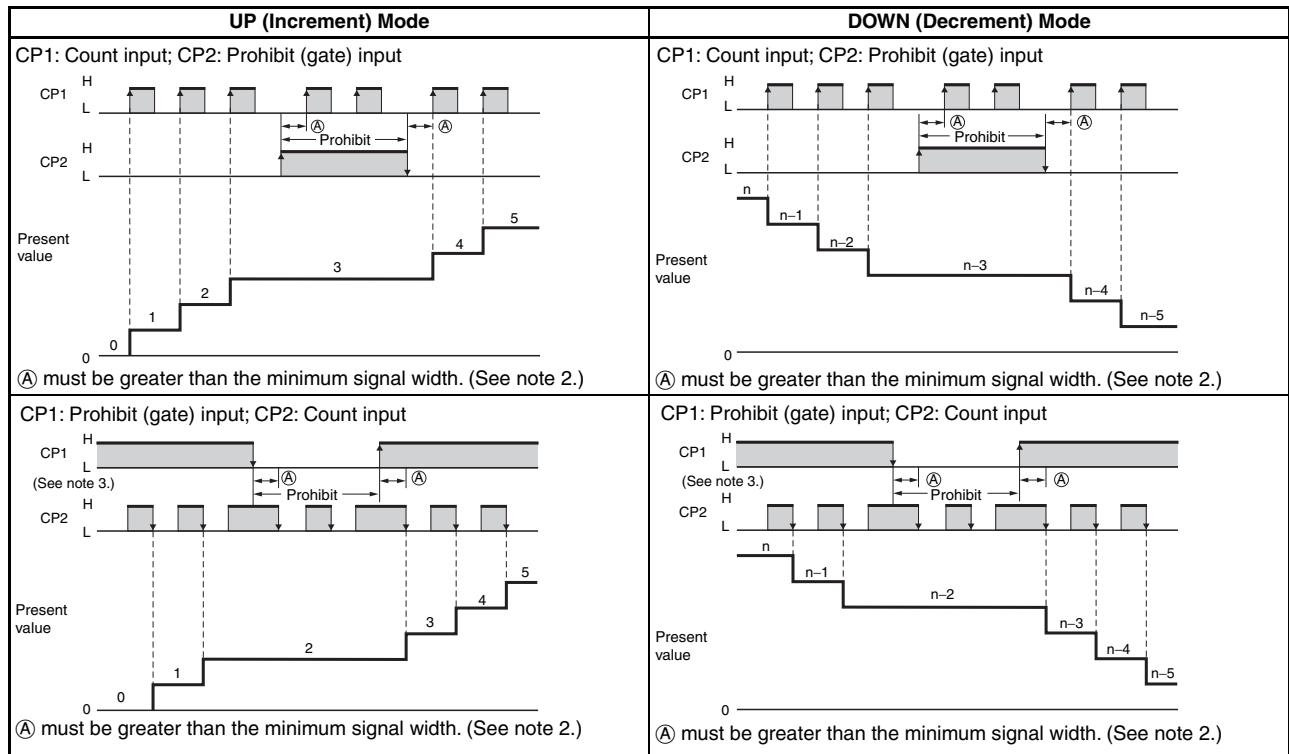 UP (Increment) Mode
DOWN (Decrement) Mode
CP1: Count input; CP2: Prohibit (gate) input
H
CP1
L
Ⓐ
Ⓐ
Prohibit
H
CP2
L
5
4
3
2
1
0
Present
value
0
Ⓐ must be greater than the minimum signal width. (See note 2.)
CP1: Count input; CP2: Prohibit (gate) input
H
CP1
L
Ⓐ
Ⓐ
Prohibit
H
CP2
L
n
n−1
n−2
n−3
n−4
n−5
Present
value
0
Ⓐ must be greater than the minimum signal width. (See note 2.)
CP1: Prohibit (gate) input; CP2: Count input
H
CP1
L
(See note 3.)
Ⓐ
Ⓐ
Prohibit
H
CP2
L
5
4
3
2
1
0
Present
value
0
Ⓐ must be greater than the minimum signal width. (See note 2.)
CP1: Prohibit (gate) input; CP2: Count input
H
CP1
L
(See note 3.)
Ⓐ
Ⓐ
Prohibit
H
CP2
L
n
n−1
n−2
n−3
n−4
n−5
Present
value
0
Ⓐ must be greater than the minimum signal width. (See note 2.)